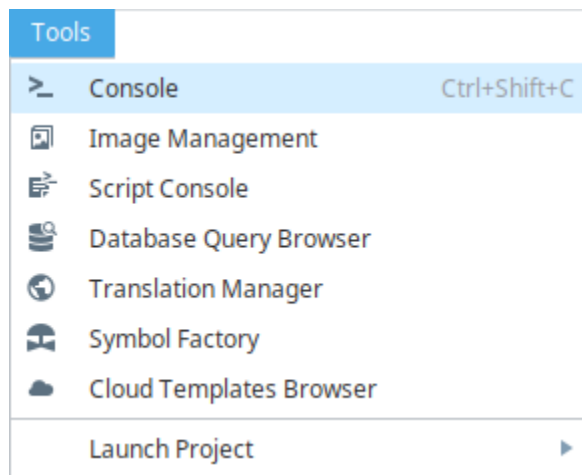 Tools
Console Ctrl+Shift+C
Image Management
Script Console
Database Query Browser
Translation Manager
Symbol Factory
Cloud Templates Browser
Launch Project